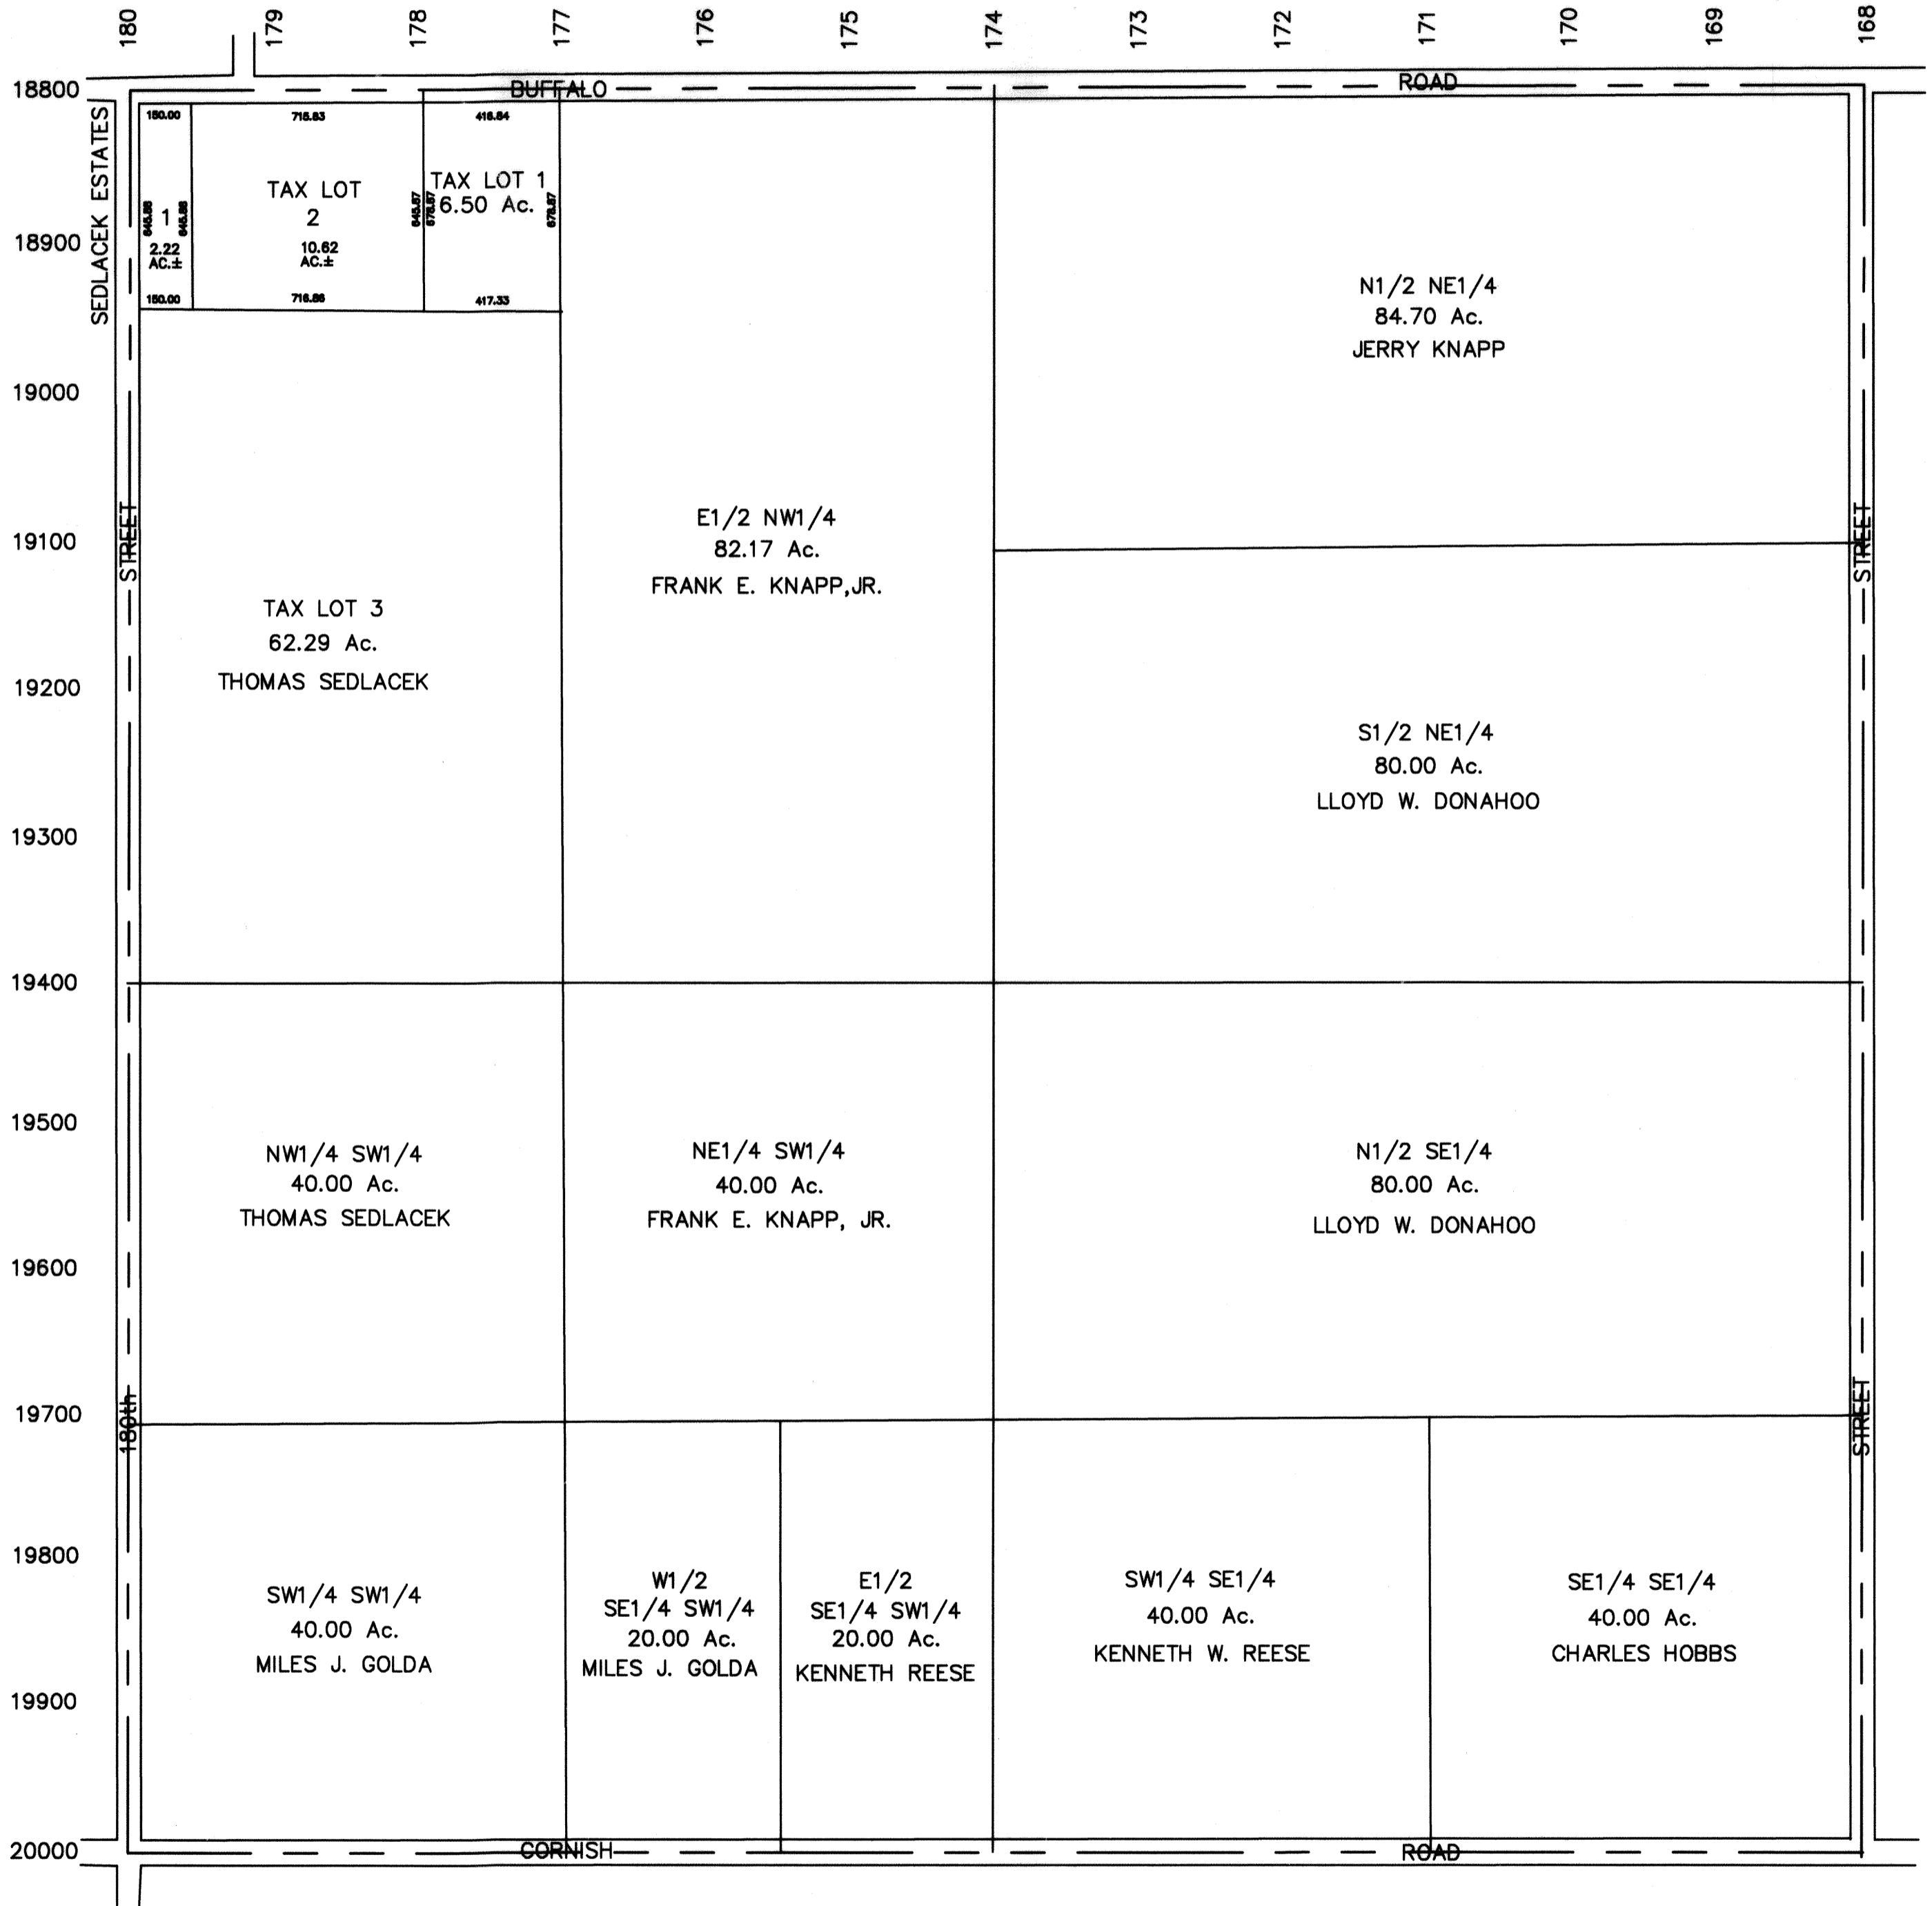 180
179
178
177
176
175
174
173
172
171
170
169
168
18800
18900
19000
19100
19200
19300
19400
19500
19600
19700
19800
19900
20000
BUFFALO
ROAD
SEDLACEK ESTATES
150.00
715.83
416.64
1
2.22
AC.±
150.00
TAX LOT
2
10.62
AC.±
716.86
TAX LOT 1
6.50 Ac.
417.33
STREET
TAX LOT 3
62.29 Ac.
THOMAS SEDLACEK
E1/2 NW1/4
82.17 Ac.
FRANK E. KNAPP,JR.
N1/2 NE1/4
84.70 Ac.
JERRY KNAPP
STREET
S1/2 NE1/4
80.00 Ac.
LLOYD W. DONAHOO
NW1/4 SW1/4
40.00 Ac.
THOMAS SEDLACEK
NE1/4 SW1/4
40.00 Ac.
FRANK E. KNAPP, JR.
N1/2 SE1/4
80.00 Ac.
LLOYD W. DONAHOO
180th
STREET
SW1/4 SW1/4
40.00 Ac.
MILES J. GOLDA
W1/2
SE1/4 SW1/4
20.00 Ac.
MILES J. GOLDA
E1/2
SE1/4 SW1/4
20.00 Ac.
KENNETH REESE
SW1/4 SE1/4
40.00 Ac.
KENNETH W. REESE
SE1/4 SE1/4
40.00 Ac.
CHARLES HOBBS
CORNISH
ROAD